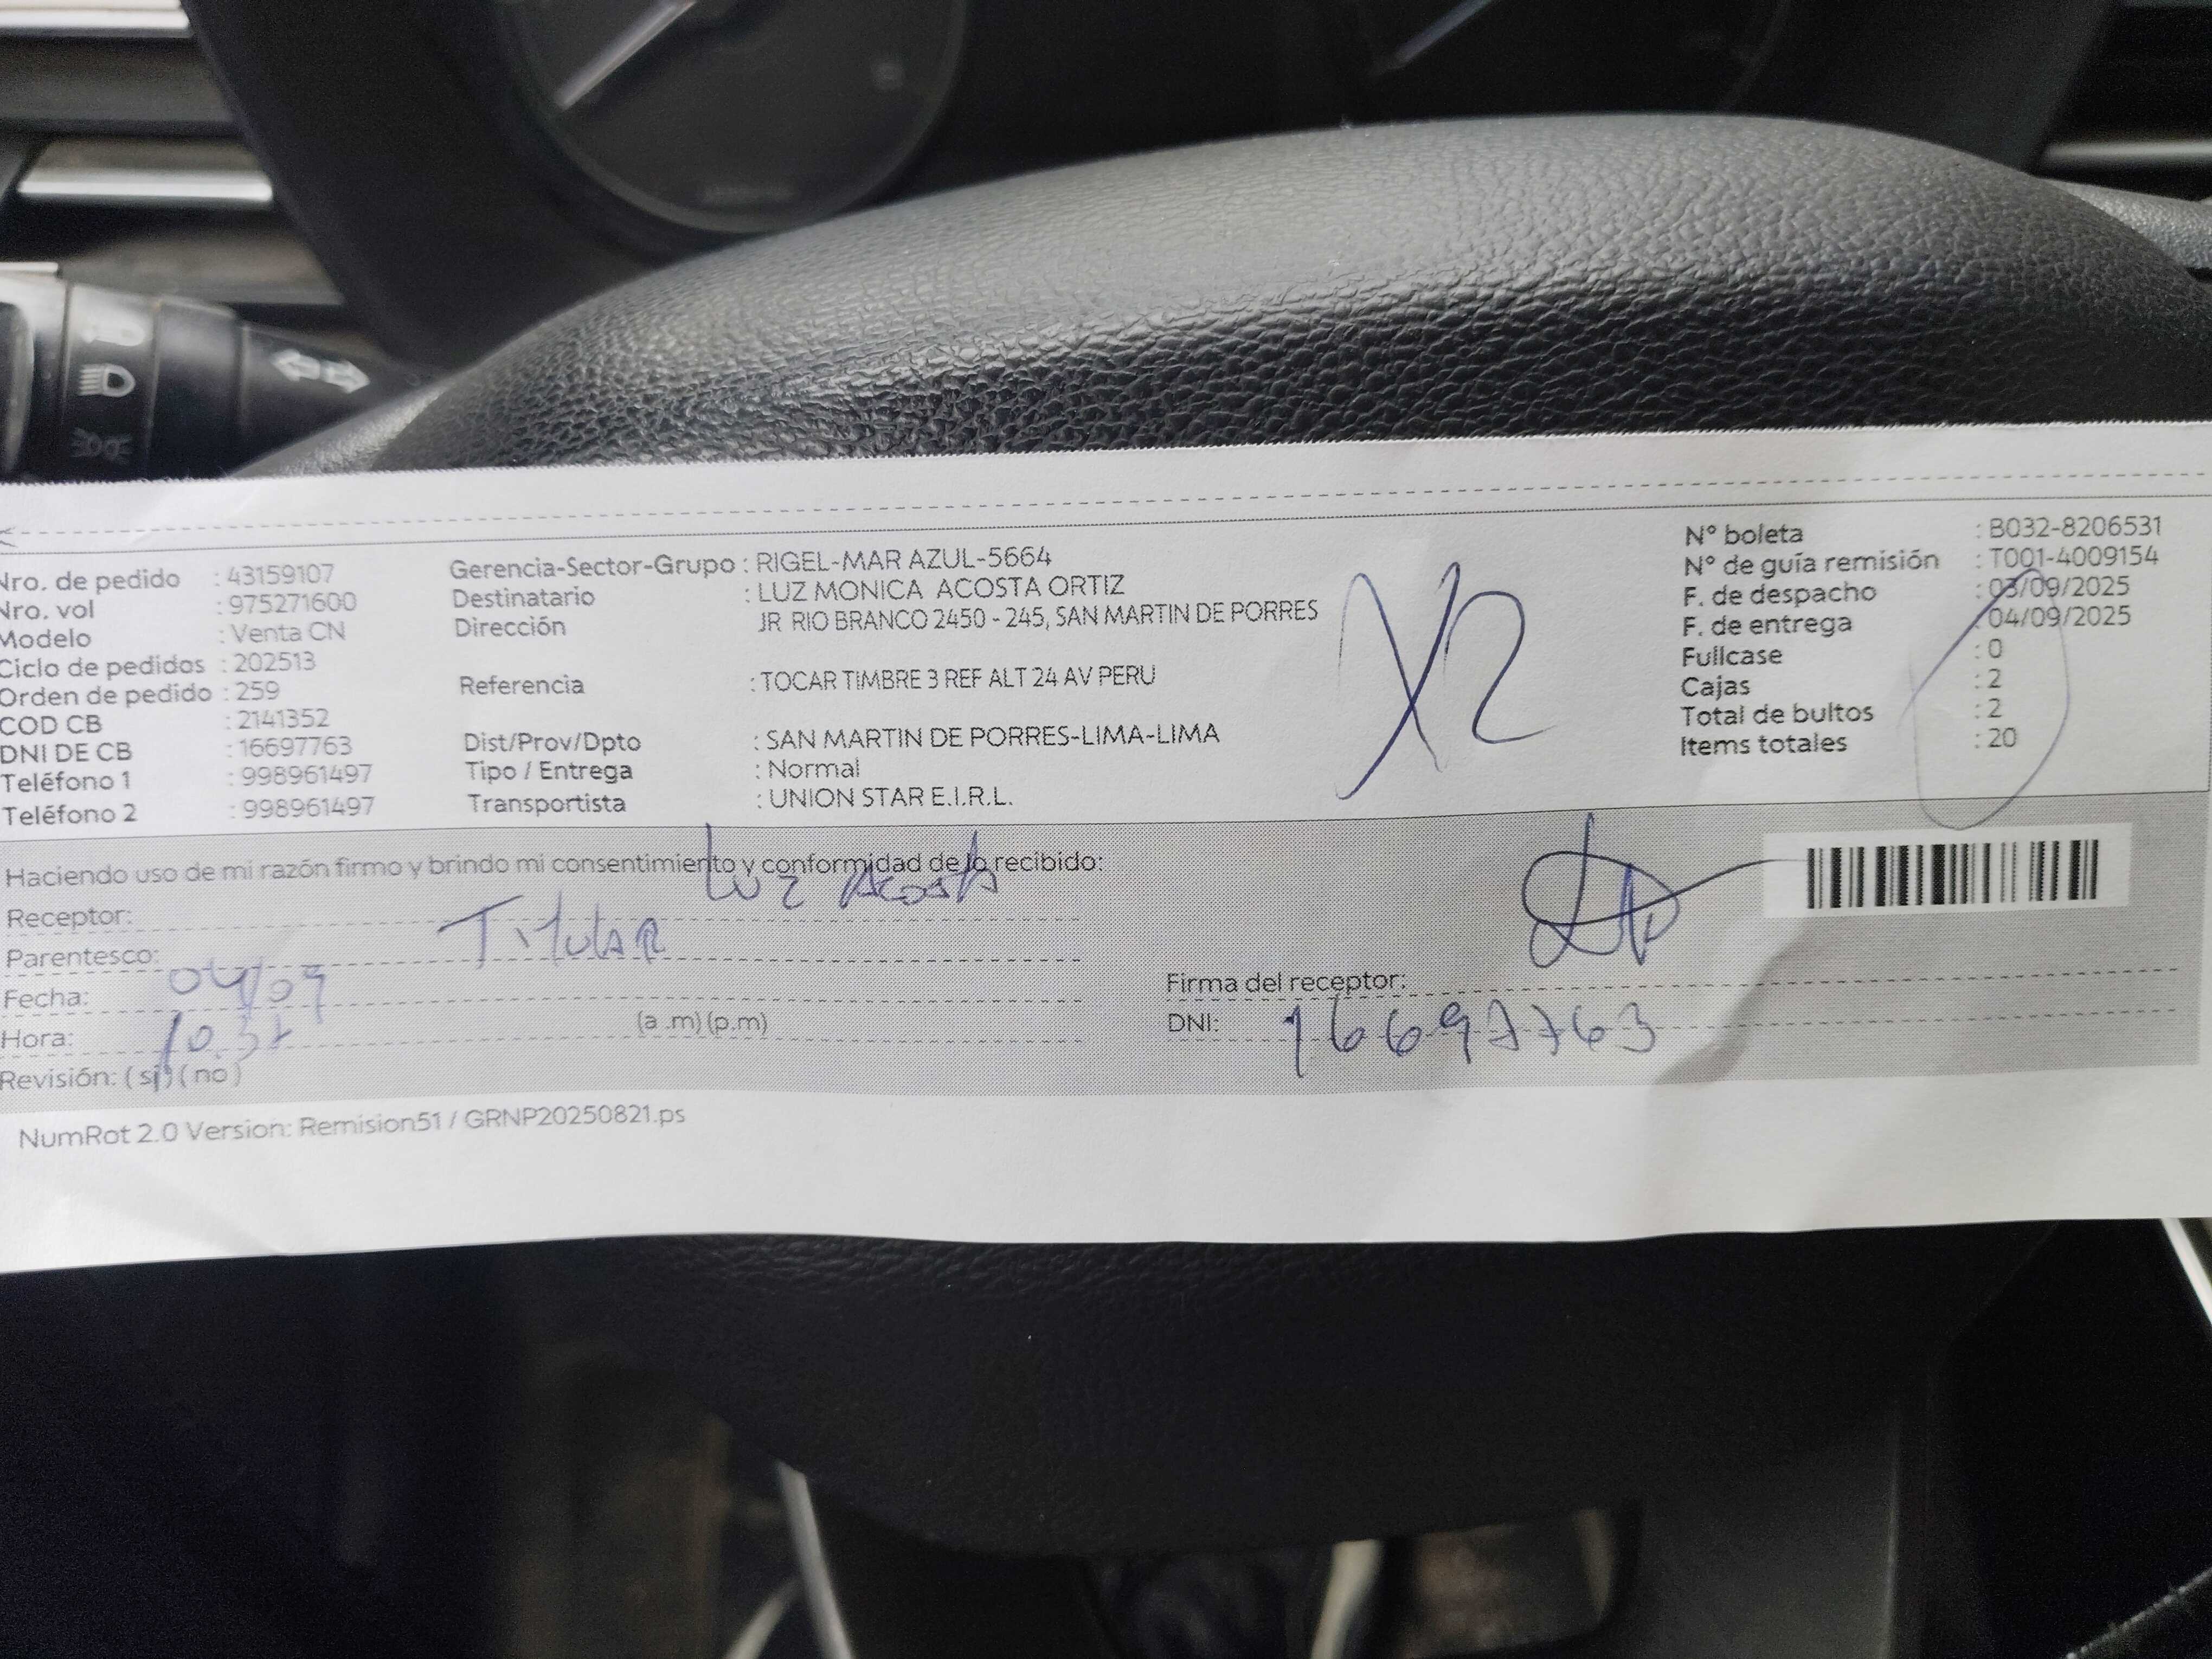 Nro. de pedido : 43159107
Nro. vol : 975271600
Modelo : Venta CN
Ciclo de pedidos : 202513
Orden de pedido : 259
COD CB : 2141352
DNI DE CB : 16697763
Teléfono 1 : 998961497
Teléfono 2 : 998961497
Gerencia-Sector-Grupo : RIGEL-MAR AZUL-5664
Destinatario : LUZ MONICA ACOSTA ORTIZ
Dirección JR RIO BRANCO 2450 - 245, SAN MARTIN DE PORRES
Referencia : TOCAR TIMBRE 3 REF ALT 24 AV PERU
Dist/Prov/Dpto : SAN MARTIN DE PORRES-LIMA-LIMA
Tipo / Entrega : Normal
Transportista : UNION STAR E.I.R.L.
X2
N° boleta : B032-8206531
N° de guía remisión : T001-4009154
F. de despacho : 03/09/2025
F. de entrega : 04/09/2025
Fullcase : 0
Cajas : 2
Total de bultos : 2
Items totales : 20
Haciendo uso de mi razón firmo y brindo mi consentimiento y conformidad de lo recibido:
Receptor: Luz Acosta
Parentesco: Titular
Fecha: 04/09
Hora: (a .m) (p.m)
Revisión: ( si) ( no )
Firma del receptor:
DNI: 16697763
NumRot 2.0 Version: Remision51 / GRNP20250821.ps